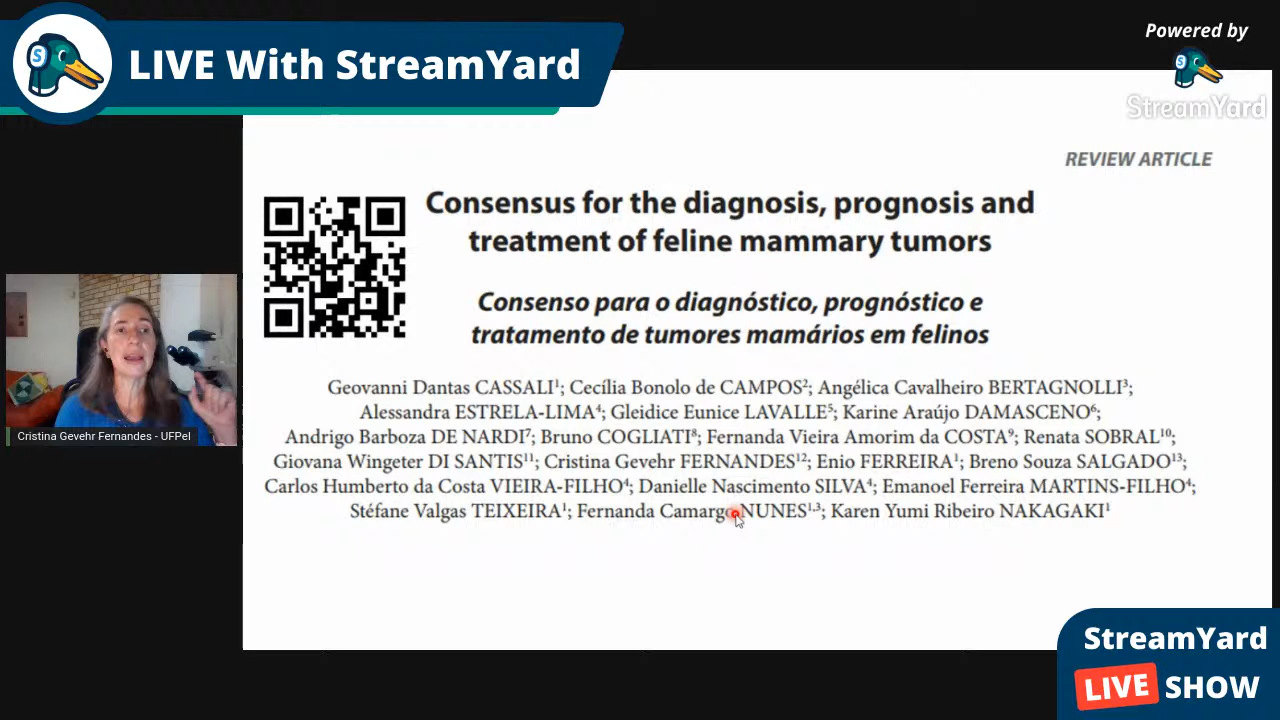 LIVE With StreamYard
Powered by
StreamYard
REVIEW ARTICLE
Consensus for the diagnosis, prognosis and
treatment of feline mammary tumors
Consenso para o diagnóstico, prognóstico e
tratamento de tumores mamários em felinos
Geovanni Dantas CASSALI¹; Cecília Bonolo de CAMPOS²; Angélica Cavalheiro BERTAGNOLLI³;
Alessandra ESTRELA-LIMA⁴; Gleidice Eunice LAVALLE⁵; Karine Araújo DAMASCENO⁶;
Andrigo Barboza DE NARDI⁷; Bruno COGLIATI⁸; Fernanda Vieira Amorim da COSTA⁹; Renata SOBRAL¹⁰;
Giovana Wingeter DI SANTIS¹¹; Cristina Gevehr FERNANDES¹²; Enio FERREIRA¹; Breno Souza SALGADO¹³;
Carlos Humberto da Costa VIEIRA-FILHO⁴; Danielle Nascimento SILVA⁴; Emanoel Ferreira MARTINS-FILHO⁴;
Stéfane Valgas TEIXEIRA¹; Fernanda Camargo NUNES¹,³; Karen Yumi Ribeiro NAKAGAKI¹
Cristina Gevehr Fernandes - UFPel
StreamYard
LIVE SHOW